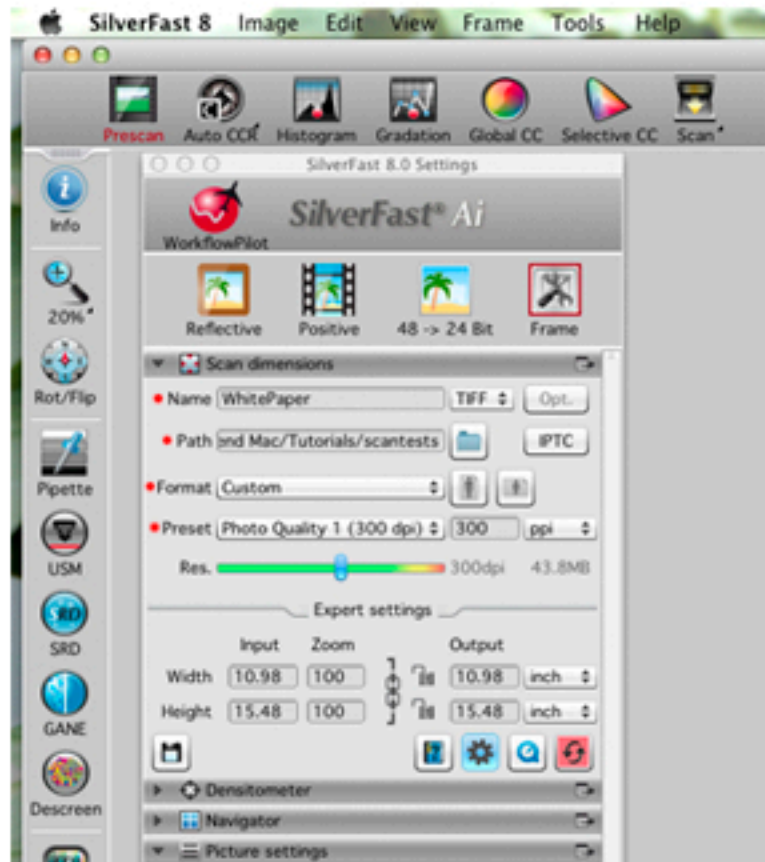 SilverFast 8 Image Edit View Frame Tools Help
Prescan Auto CCR Histogram Gradation Global CC Selective CC Scan
SilverFast 8.0 Settings
Info
SilverFast® Ai
WorkflowPilot
20%
Reflective Positive 48 -> 24 Bit Frame
Scan dimensions
Rot/Flip
Name WhitePaper TIFF Opt.
Path end Mac/Tutorials/scantests IPTC
Pipette
Format Custom
Preset Photo Quality 1 (300 dpi) 300 ppi
USM
Res. 300dpi 43.8MB
Expert settings
SRD
SRD
Input Zoom Output
Width 10.98 100 10.98 inch
Height 15.48 100 15.48 inch
GANE
Densitometer
Descreen
Navigator
Picture settings